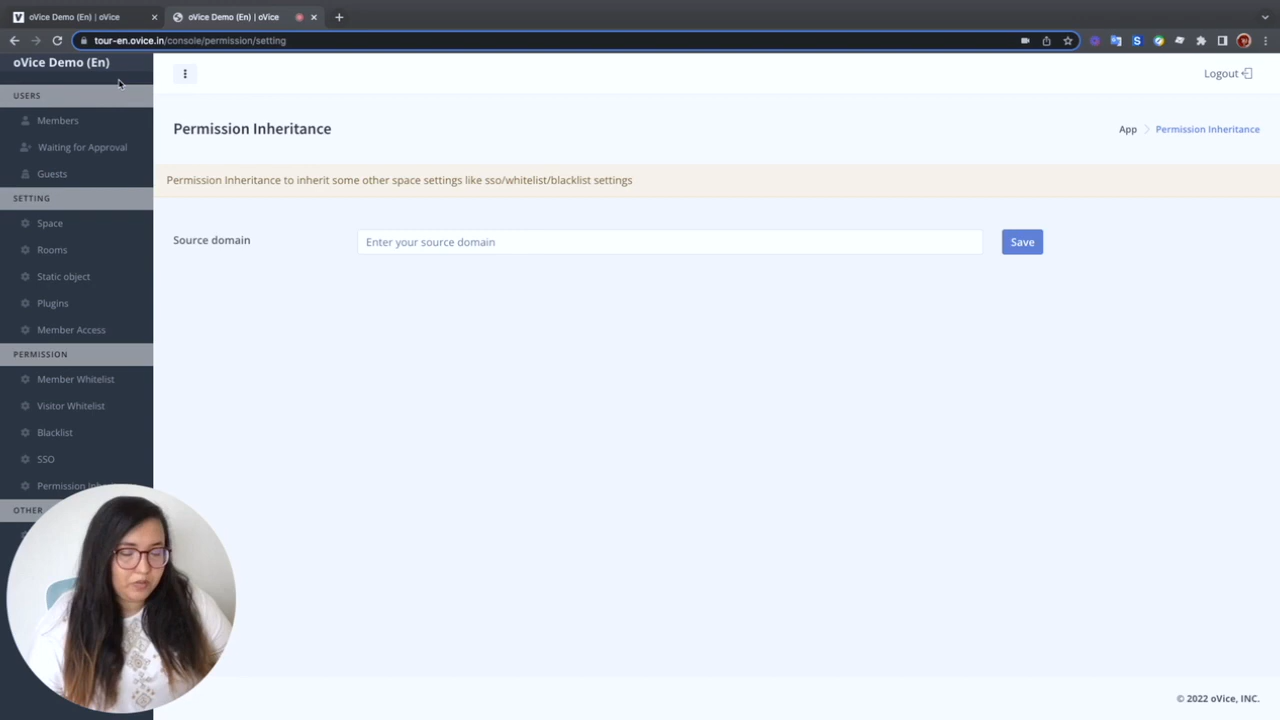 oVice Demo (En) | oVice
oVice Demo (En) | oVice
tour-en.ovice.in/console/permission/setting
oVice Demo (En)
Logout
USERS
Members
Waiting for Approval
Guests
SETTING
Space
Rooms
Static object
Plugins
Member Access
PERMISSION
Member Whitelist
Visitor Whitelist
Blacklist
SSO
Permission
OTHER
Permission Inheritance
App
Permission Inheritance
Permission Inheritance to inherit some other space settings like sso/whitelist/blacklist settings
Source domain
Enter your source domain
Save
© 2022 oVice, INC.